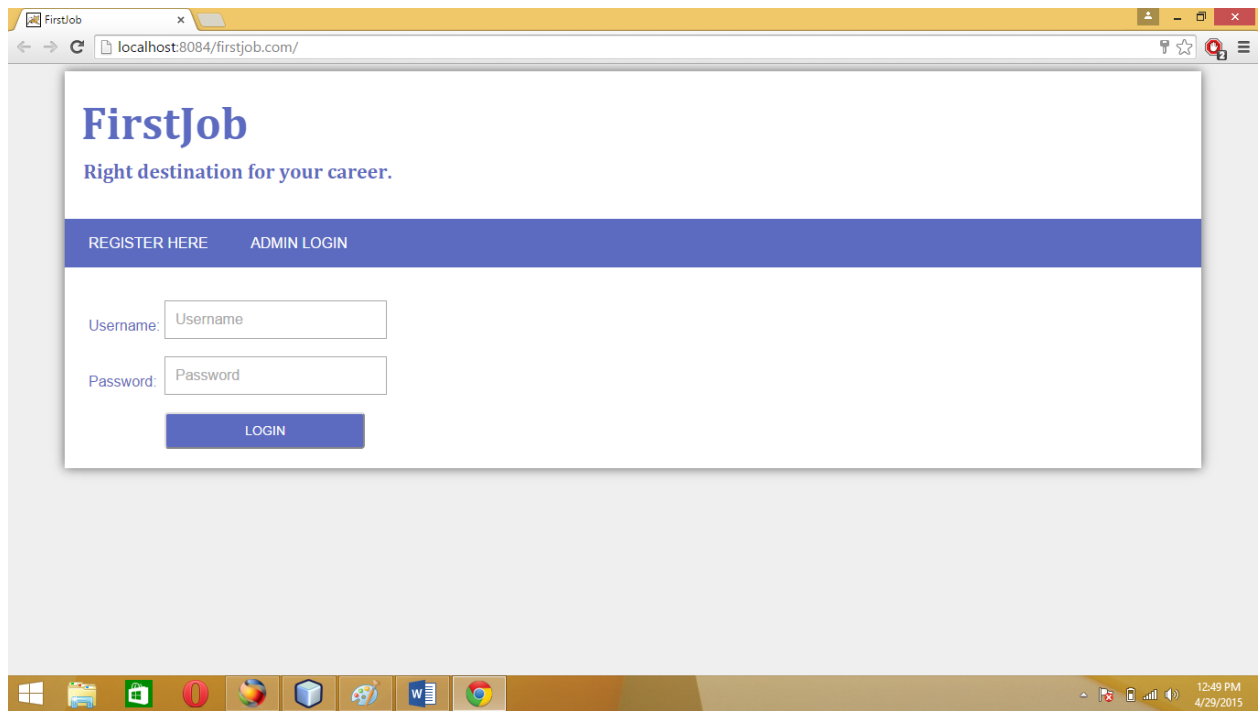 FirstJob
localhost:8084/firstjob.com/
2
FirstJob
Right destination for your career.
REGISTER HERE ADMIN LOGIN
Username: Username
Password: Password
LOGIN
12:49 PM
4/29/2015